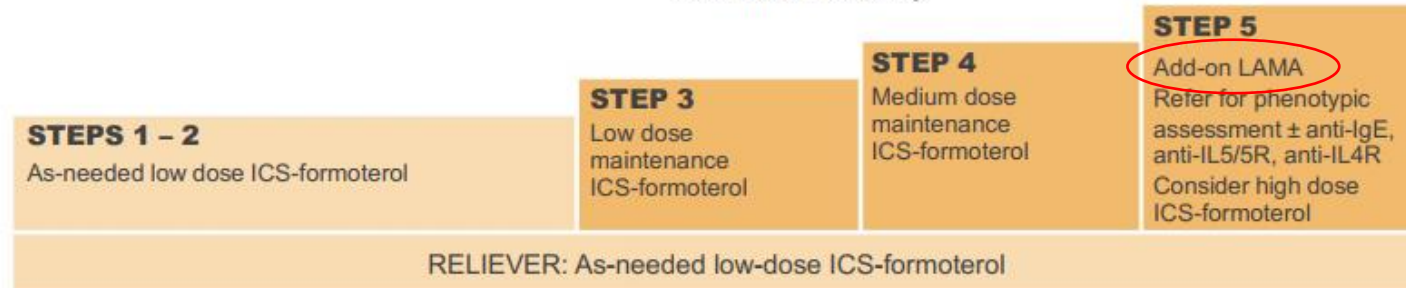 STEPS 1 – 2
As-needed low dose ICS-formoterol
STEP 3
Low dose
maintenance
ICS-formoterol
STEP 4
Medium dose
maintenance
ICS-formoterol
STEP 5
Add-on LAMA
Refer for phenotypic
assessment ± anti-IgE,
anti-IL5/5R, anti-IL4R
Consider high dose
ICS-formoterol
RELIEVER: As-needed low-dose ICS-formoterol